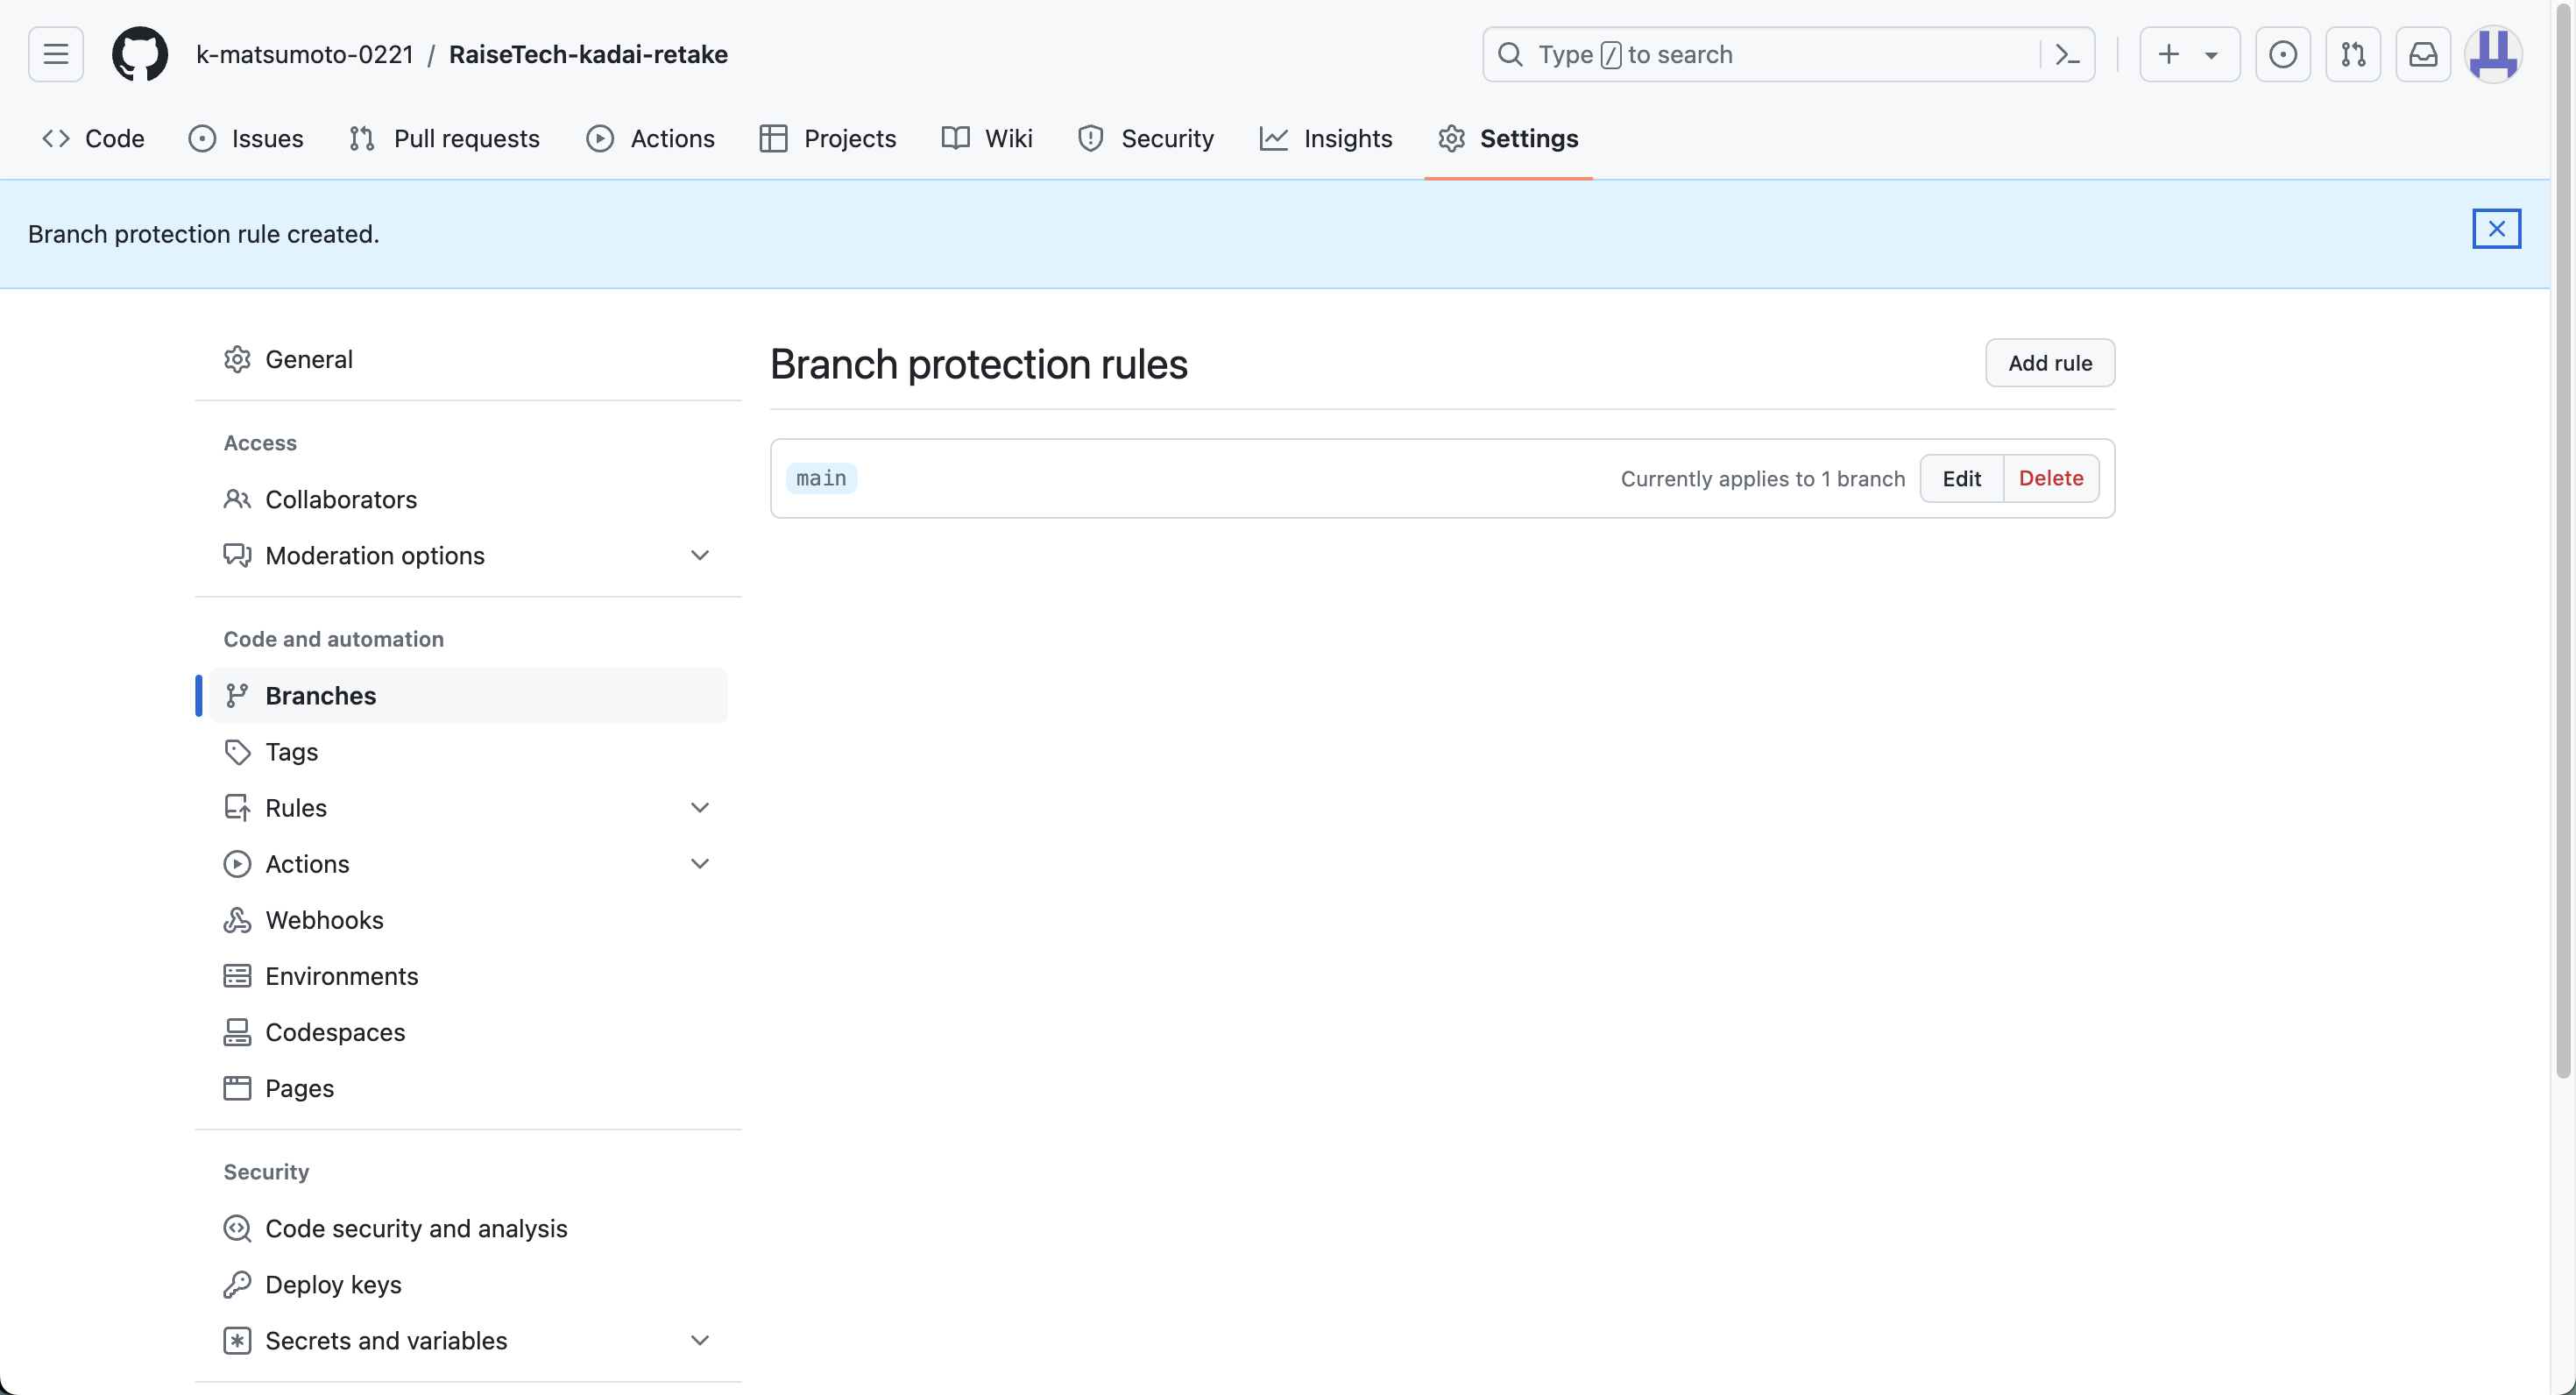 k-matsumoto-0221 / RaiseTech-kadai-retake
Type / to search
Code Issues Pull requests Actions Projects Wiki Security Insights Settings
Branch protection rule created.
General
Access
Collaborators
Moderation options
Code and automation
Branches
Tags
Rules
Actions
Webhooks
Environments
Codespaces
Pages
Security
Code security and analysis
Deploy keys
Secrets and variables
Branch protection rules
Add rule
main
Currently applies to 1 branch
Edit
Delete